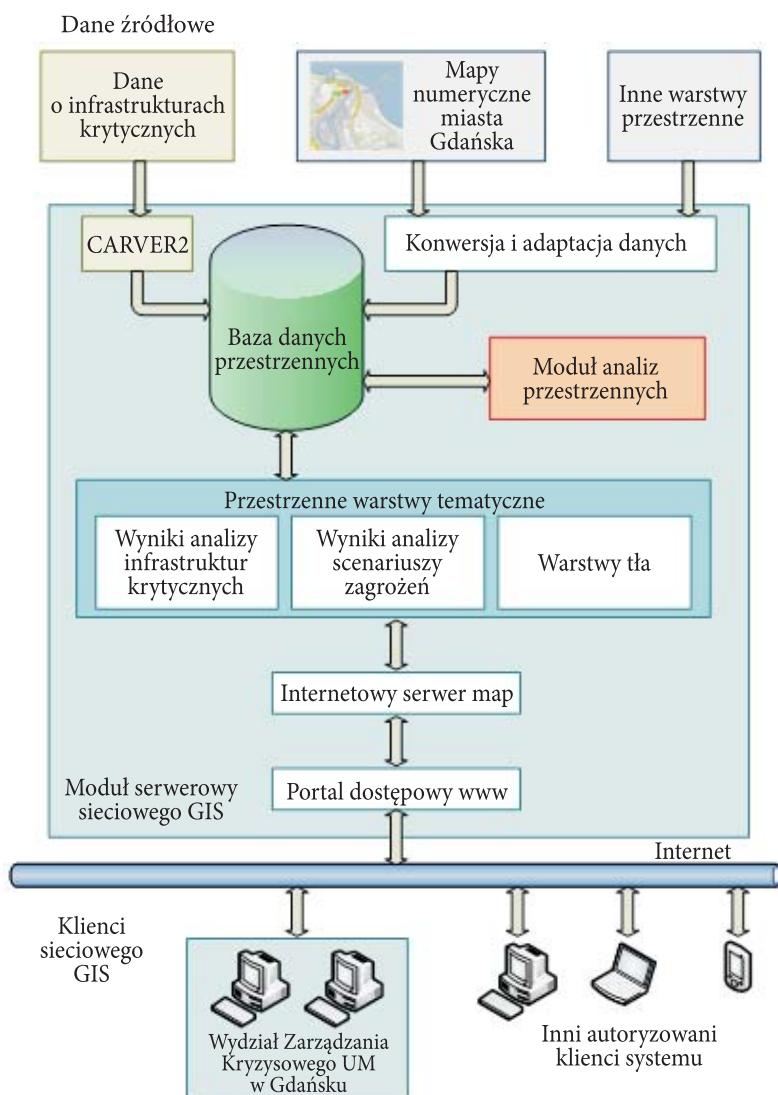 Dane źródłowe
Dane
o infrastrukturach
krytycznych
Mapy
numeryczne
miasta
Gdańska
Inne warstwy
przestrzenne
CARVER2
Konwersja i adaptacja danych
Baza danych
przestrzennych
Moduł analiz
przestrzennych
Przestrzenne warstwy tematyczne
Wyniki analizy
infrastruktur
krytycznych
Wyniki analizy
scenariuszy
zagrożeń
Warstwy tła
Internetowy serwer map
Moduł serwerowy
sieciowego GIS
Portal dostępowy www
Internet
Klienci
sieciowego
GIS
Wydział Zarządzania
Kryzysowego UM
w Gdańsku
Inni autoryzowani
klienci systemu